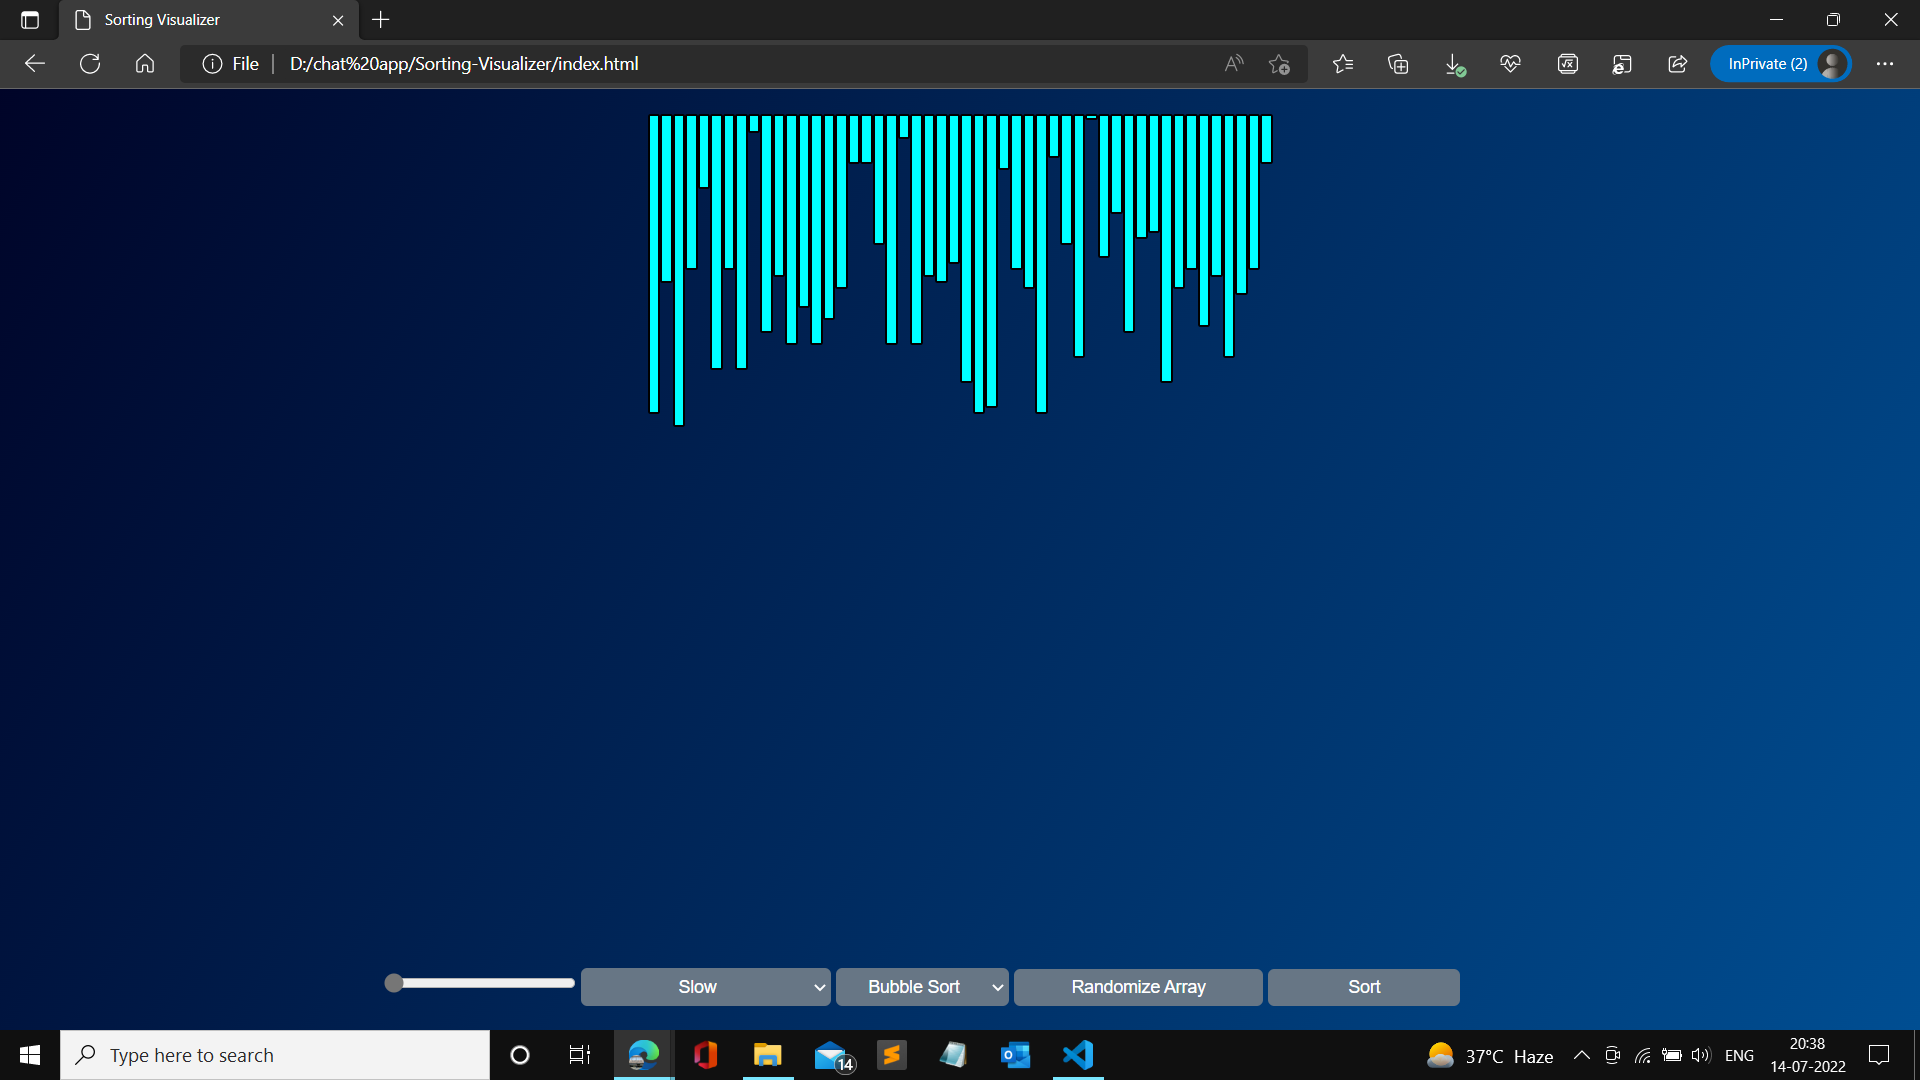 Sorting Visualizer
File
D:/chat%20app/Sorting-Visualizer/index.html
InPrivate (2)
Slow
Bubble Sort
Randomize Array
Sort
Type here to search
14
37°C Haze
ENG
20:38
14-07-2022